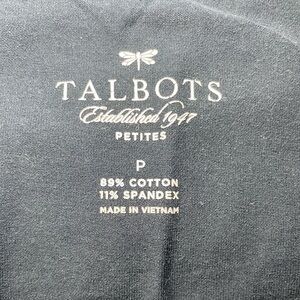 TALBOTS
Established 1947
PETITES
P
89% COTTON
11% SPANDEX
MADE IN VIETNAM